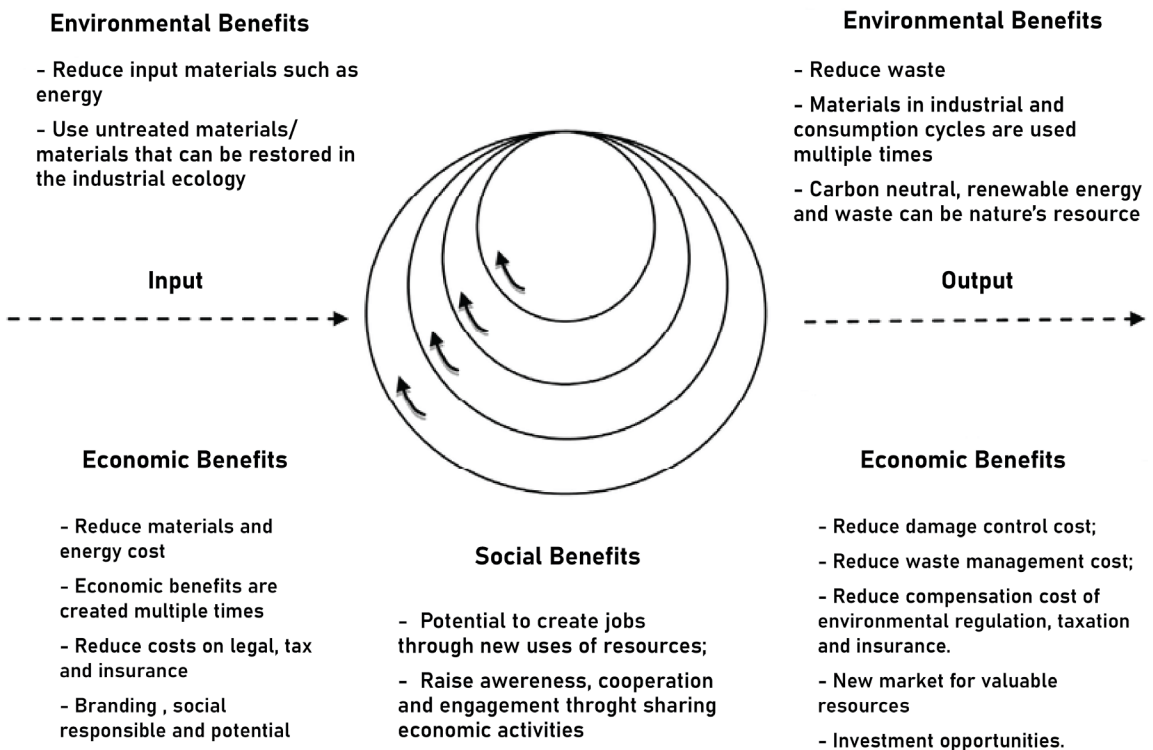 Environmental Benefits
- Reduce input materials such as
energy
- Use untreated materials/
materials that can be restored in
the industrial ecology
Input
Economic Benefits
- Reduce materials and
energy cost
- Economic benefits are
created multiple times
- Reduce costs on legal, tax
and insurance
- Branding , social
responsible and potential
Social Benefits
- Potential to create jobs
through new uses of resources;
- Raise awereness, cooperation
and engagement throght sharing
economic activities
Environmental Benefits
- Reduce waste
- Materials in industrial and
consumption cycles are used
multiple times
- Carbon neutral, renewable energy
and waste can be nature's resource
Output
Economic Benefits
- Reduce damage control cost;
- Reduce waste management cost;
- Reduce compensation cost of
environmental regulation, taxation
and insurance.
- New market for valuable
resources
- Investment opportunities.